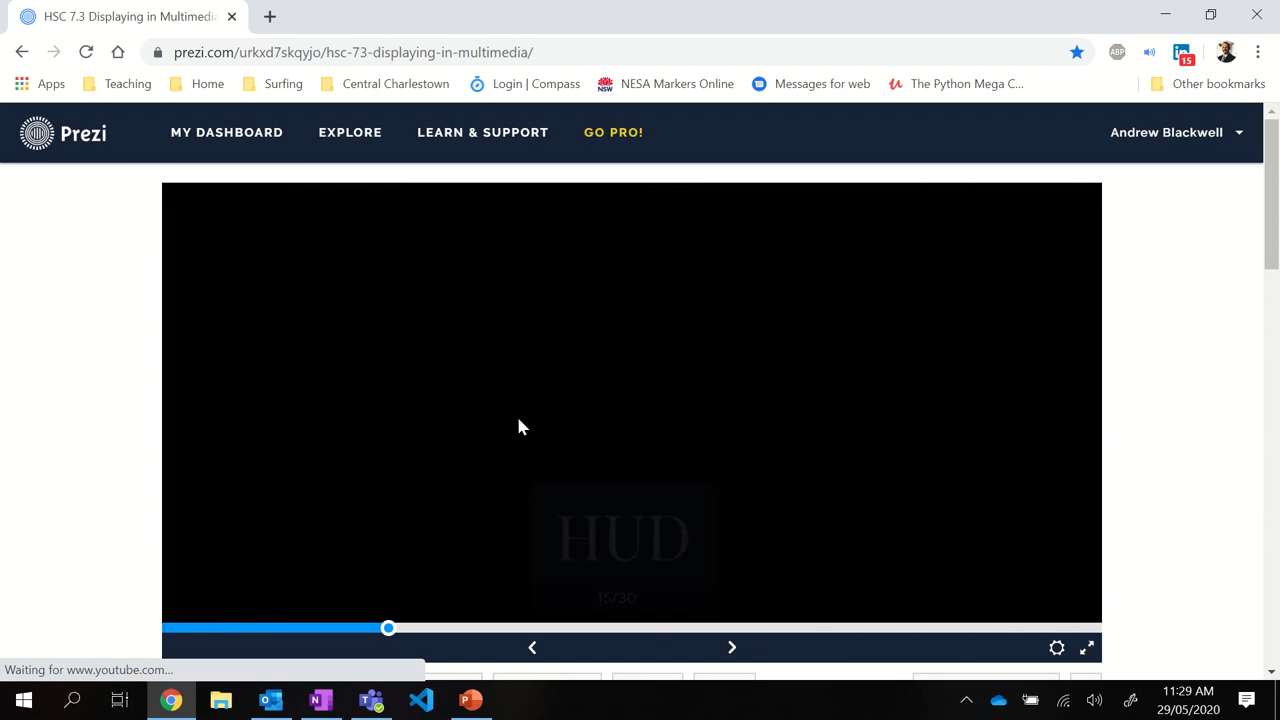 HSC 7.3 Displaying in Multimedia
prezi.com/urkxd7skqyjo/hsc-73-displaying-in-multimedia/
ABP
15
Apps Teaching Home Surfing Central Charlestown Login | Compass NESA Markers Online Messages for web The Python Mega C... Other bookmarks
Prezi MY DASHBOARD EXPLORE LEARN & SUPPORT GO PRO! Andrew Blackwell
HUD
15/30
Waiting for www.youtube.com...
11:29 AM
29/05/2020